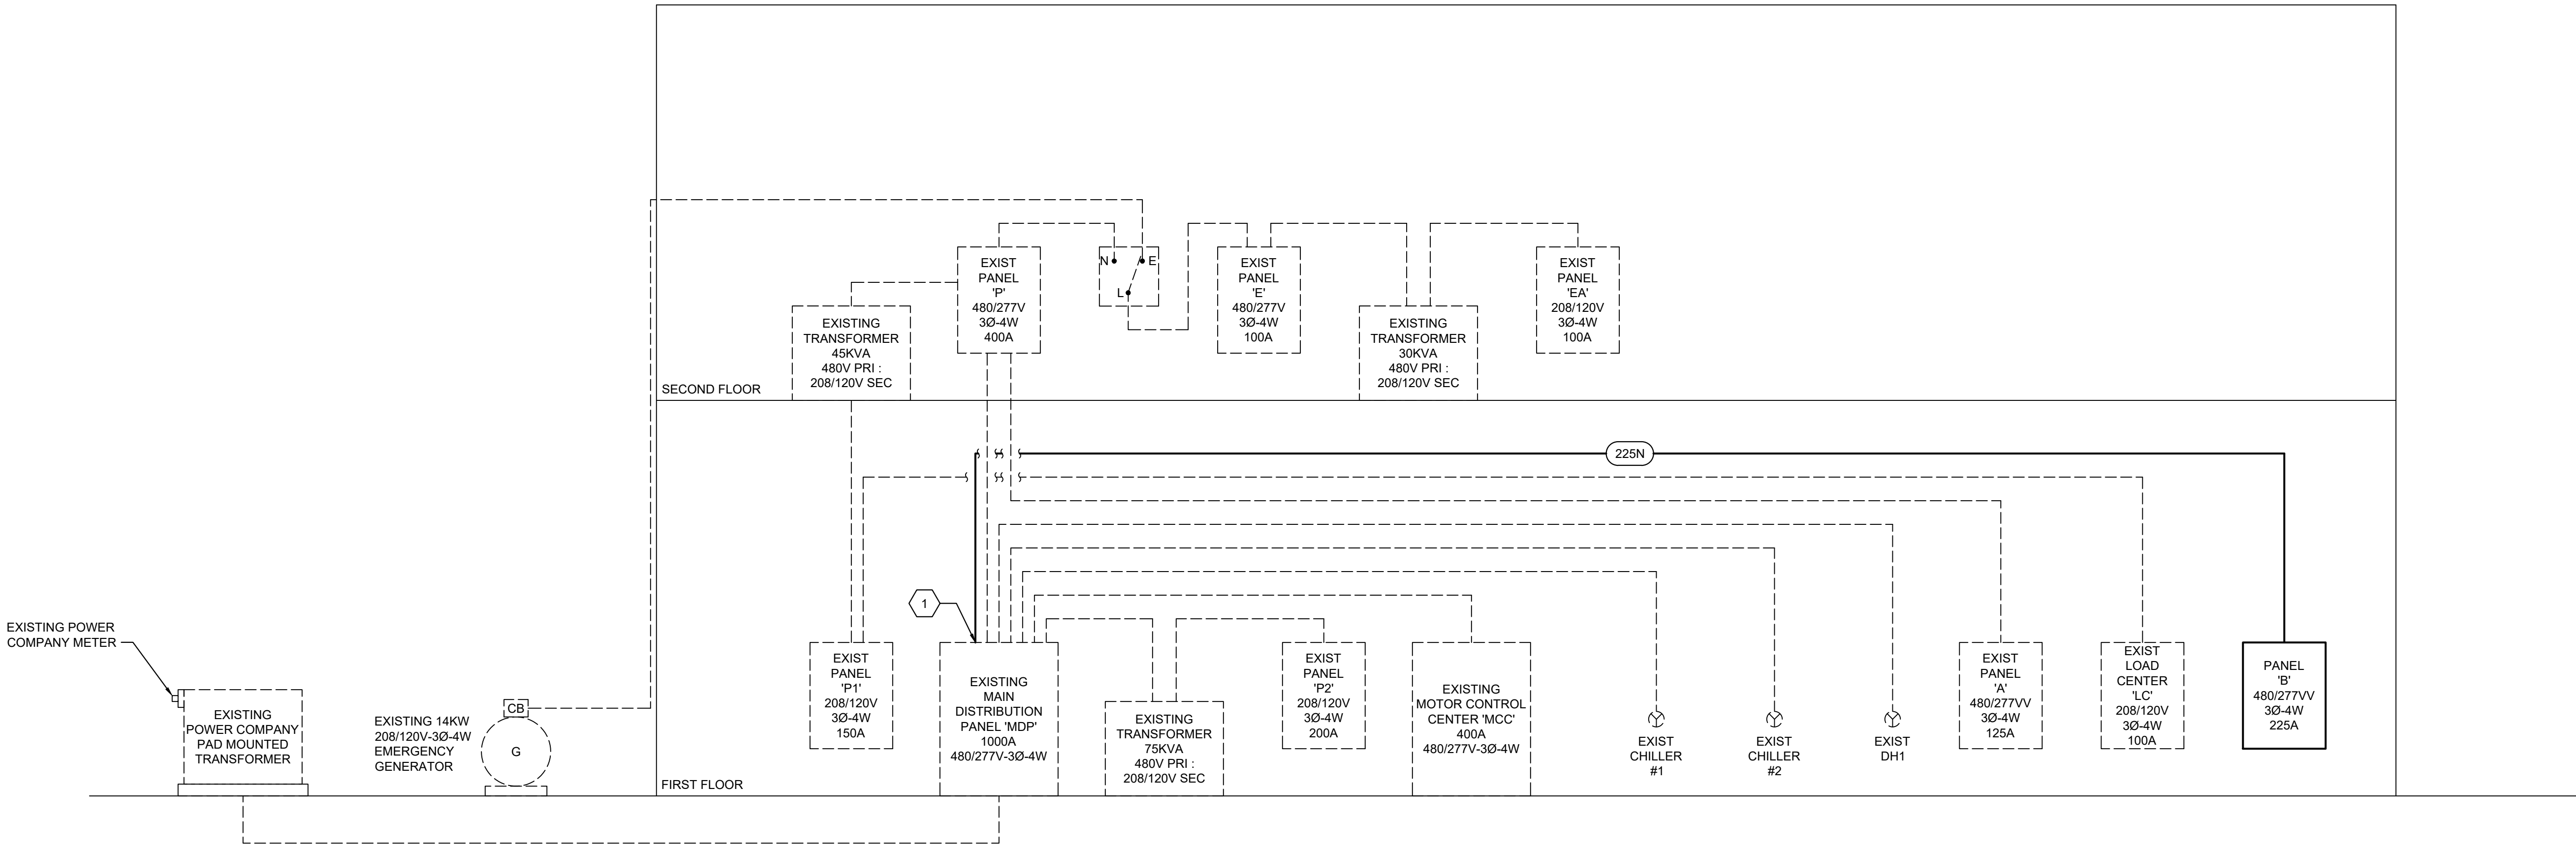 N
E
L
EXIST
PANEL
'P'
480/277V
3Ø-4W
400A
EXIST
PANEL
'E'
480/277V
3Ø-4W
100A
EXIST
PANEL
'EA'
208/120V
3Ø-4W
100A
EXISTING
TRANSFORMER
45KVA
480V PRI :
208/120V SEC
EXISTING
TRANSFORMER
30KVA
480V PRI :
208/120V SEC
SECOND FLOOR
225N
1
EXISTING POWER
COMPANY METER
EXISTING
POWER COMPANY
PAD MOUNTED
TRANSFORMER
EXISTING 14KW
208/120V-3Ø-4W
EMERGENCY
GENERATOR
CB
G
EXIST
PANEL
'P1'
208/120V
3Ø-4W
150A
EXISTING
MAIN
DISTRIBUTION
PANEL 'MDP'
1000A
480/277V-3Ø-4W
EXISTING
TRANSFORMER
75KVA
480V PRI :
208/120V SEC
EXIST
PANEL
'P2'
208/120V
3Ø-4W
200A
EXISTING
MOTOR CONTROL
CENTER 'MCC'
400A
480/277V-3Ø-4W
EXIST
CHILLER
#1
EXIST
CHILLER
#2
EXIST
DH1
EXIST
PANEL
'A'
480/277VV
3Ø-4W
125A
EXIST
LOAD
CENTER
'LC'
208/120V
3Ø-4W
100A
PANEL
'B'
480/277VV
3Ø-4W
225A
FIRST FLOOR